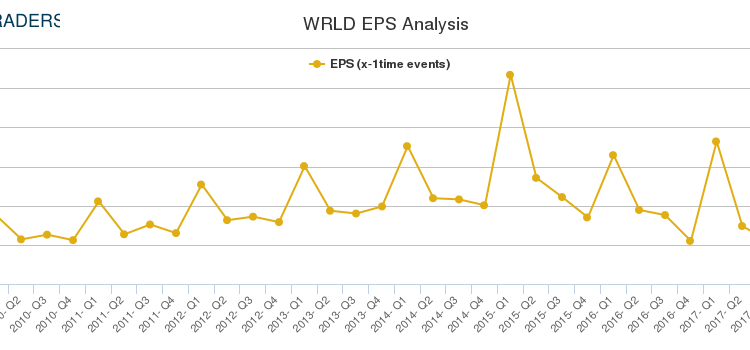 RADERS
WRLD EPS Analysis
EPS (x-1time events)
2010- Q3
2010- Q4
2011- Q1
2011- Q2
2011- Q3
2011- Q4
2012- Q1
2012- Q2
2012- Q3
2012- Q4
2013- Q1
2013- Q2
2013- Q3
2013- Q4
2014- Q1
2014- Q2
2014- Q3
2014- Q4
2015- Q1
2015- Q2
2015- Q3
2015- Q4
2016- Q1
2016- Q2
2016- Q3
2016- Q4
2017- Q1
2017- Q2
2017